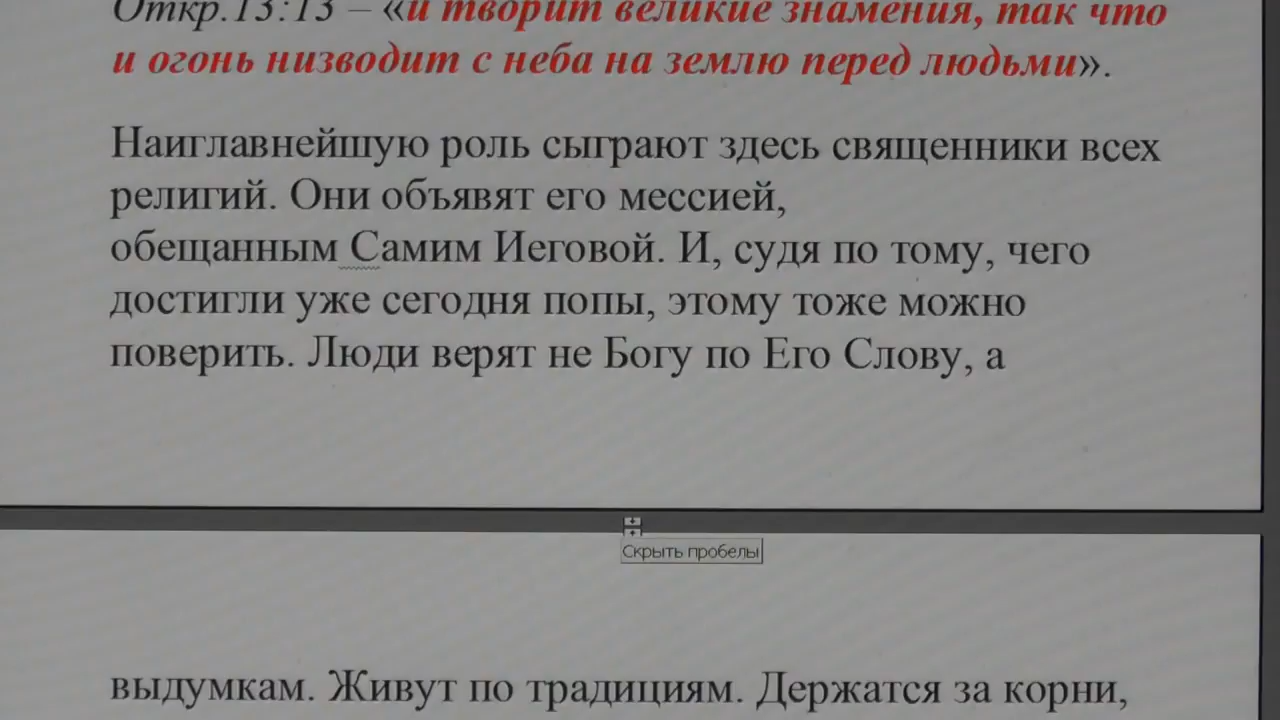 Откр.13:13 – «и творит великие знамения, так что
и огонь низводит с неба на землю перед людьми».
Наиглавнейшую роль сыграют здесь священники всех
религий. Они объявят его мессией,
обещанным Самим Иеговой. И, судя по тому, чего
достигли уже сегодня попы, этому тоже можно
поверить. Люди верят не Богу по Его Слову, а
Скрыть пробелы
выдумкам. Живут по традициям. Держатся за корни,